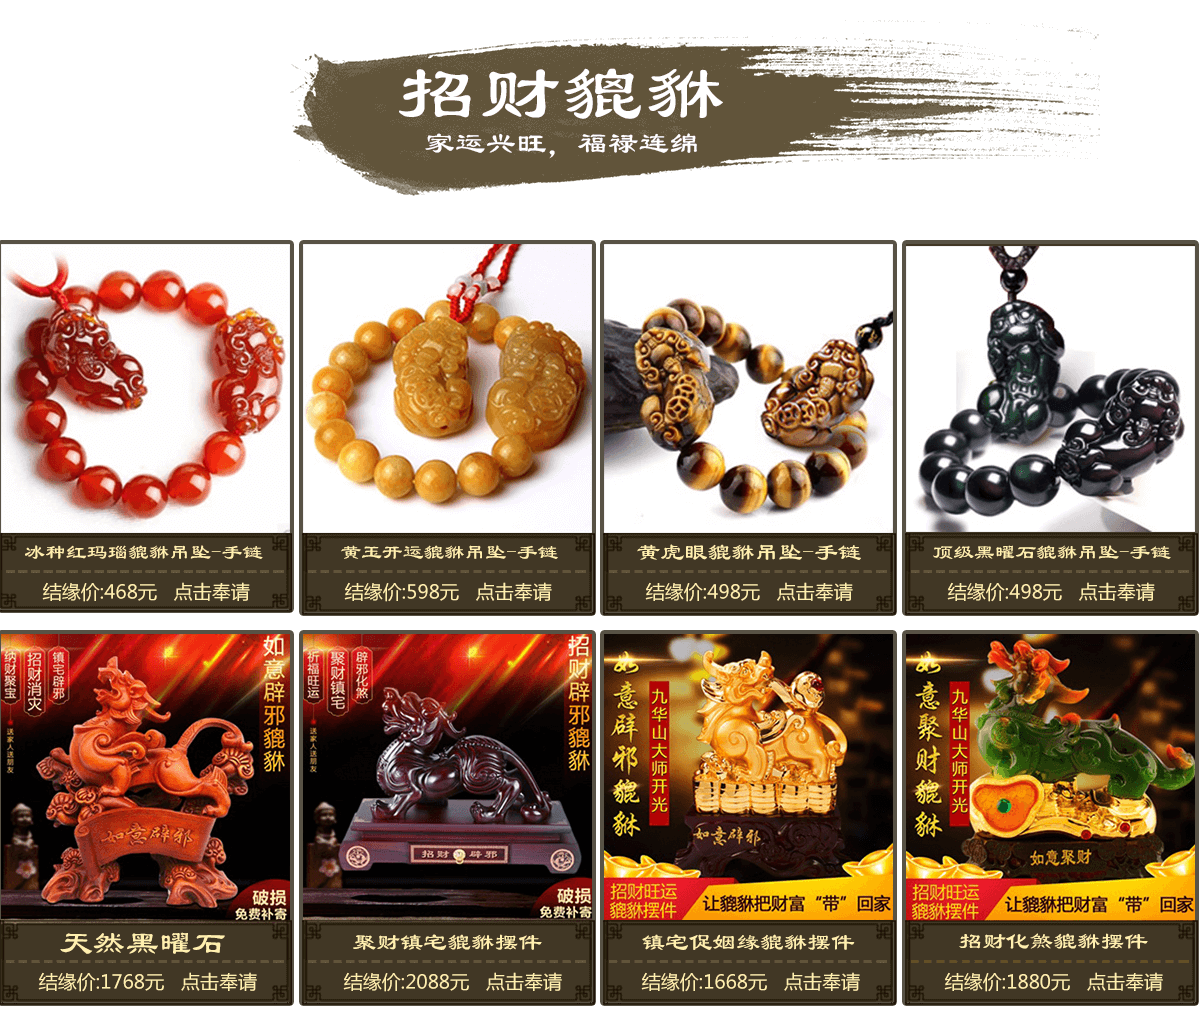 招财貔貅
家运兴旺，福禄连绵
冰种红玛瑙貔貅吊坠-手链
结缘价:468元 点击奉请
黄玉开运貔貅吊坠-手链
结缘价:598元 点击奉请
黄虎眼貔貅吊坠-手链
结缘价:498元 点击奉请
顶级黑曜石貔貅吊坠-手链
结缘价:498元 点击奉请
纳财聚宝
招财消灾
镇宅辟邪
送家人送朋友
如意辟邪貔貅
如意辟邪
破损
免费补寄
天然黑曜石
结缘价:1768元 点击奉请
祈福旺运
聚财镇宅
辟邪化煞
送家人送朋友
招财辟邪貔貅
招财 辟邪
破损
免费补寄
聚财镇宅貔貅摆件
结缘价:2088元 点击奉请
如意辟邪貔貅
九华山大师开光
如意辟邪
招财旺运
貔貅摆件
让貔貅把财富“带”回家
镇宅促姻缘貔貅摆件
结缘价:1668元 点击奉请
如意聚财貔貅
九华山大师开光
如意聚财
招财旺运
貔貅摆件
让貔貅把财富“带”回家
招财化煞貔貅摆件
结缘价:1880元 点击奉请